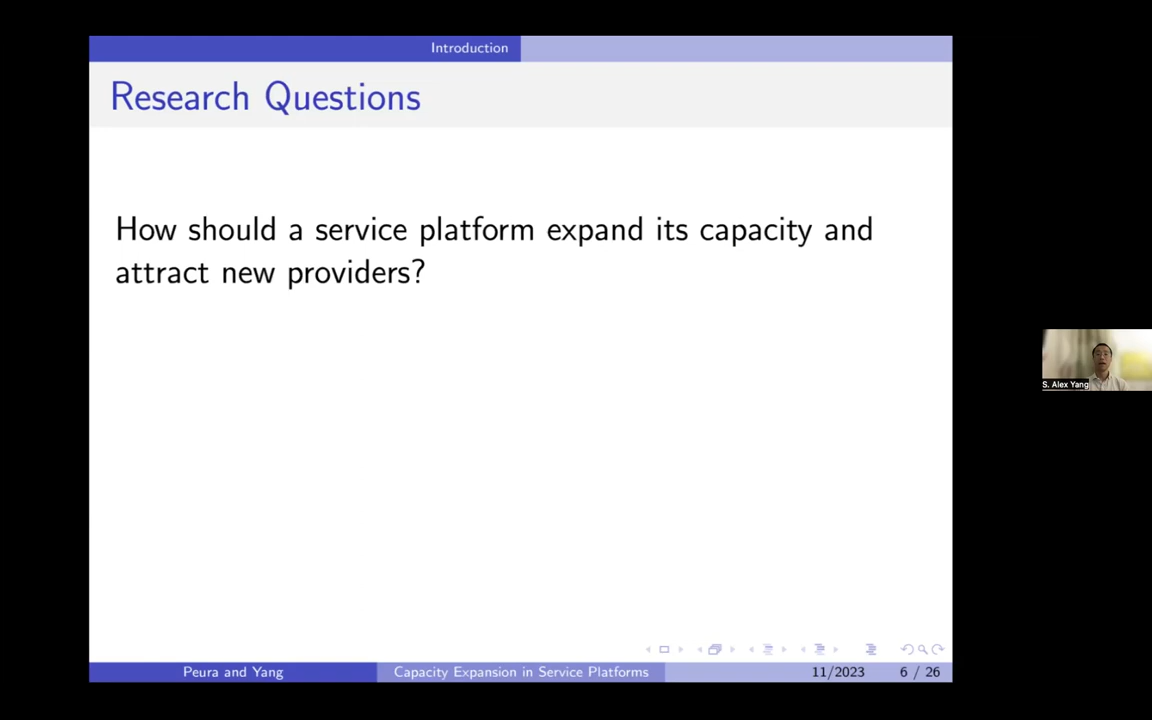 Introduction
Research Questions
How should a service platform expand its capacity and
attract new providers?
S. Alex Yang
Peura and Yang
Capacity Expansion in Service Platforms
11/2023
6 / 26